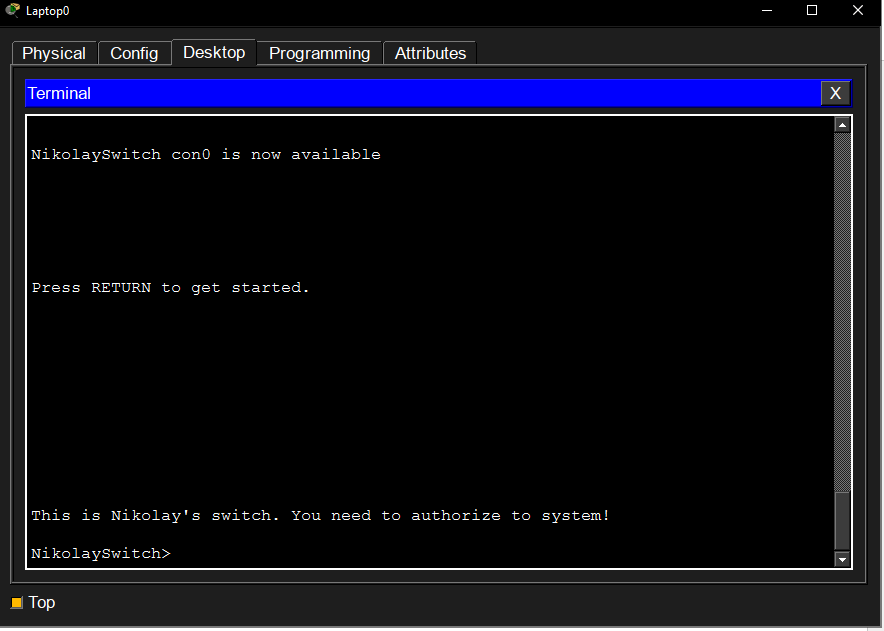 Laptop0
Physical Config Desktop Programming Attributes
Terminal X
NikolaySwitch con0 is now available
Press RETURN to get started.
This is Nikolay's switch. You need to authorize to system!
NikolaySwitch>
Top